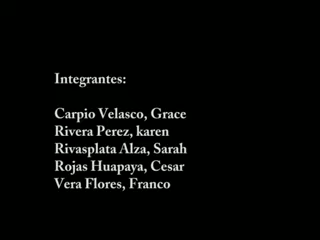 Integrantes:
Carpio Velasco, Grace
Rivera Perez, karen
Rivasplata Alza, Sarah
Rojas Huapaya, Cesar
Vera Flores, Franco